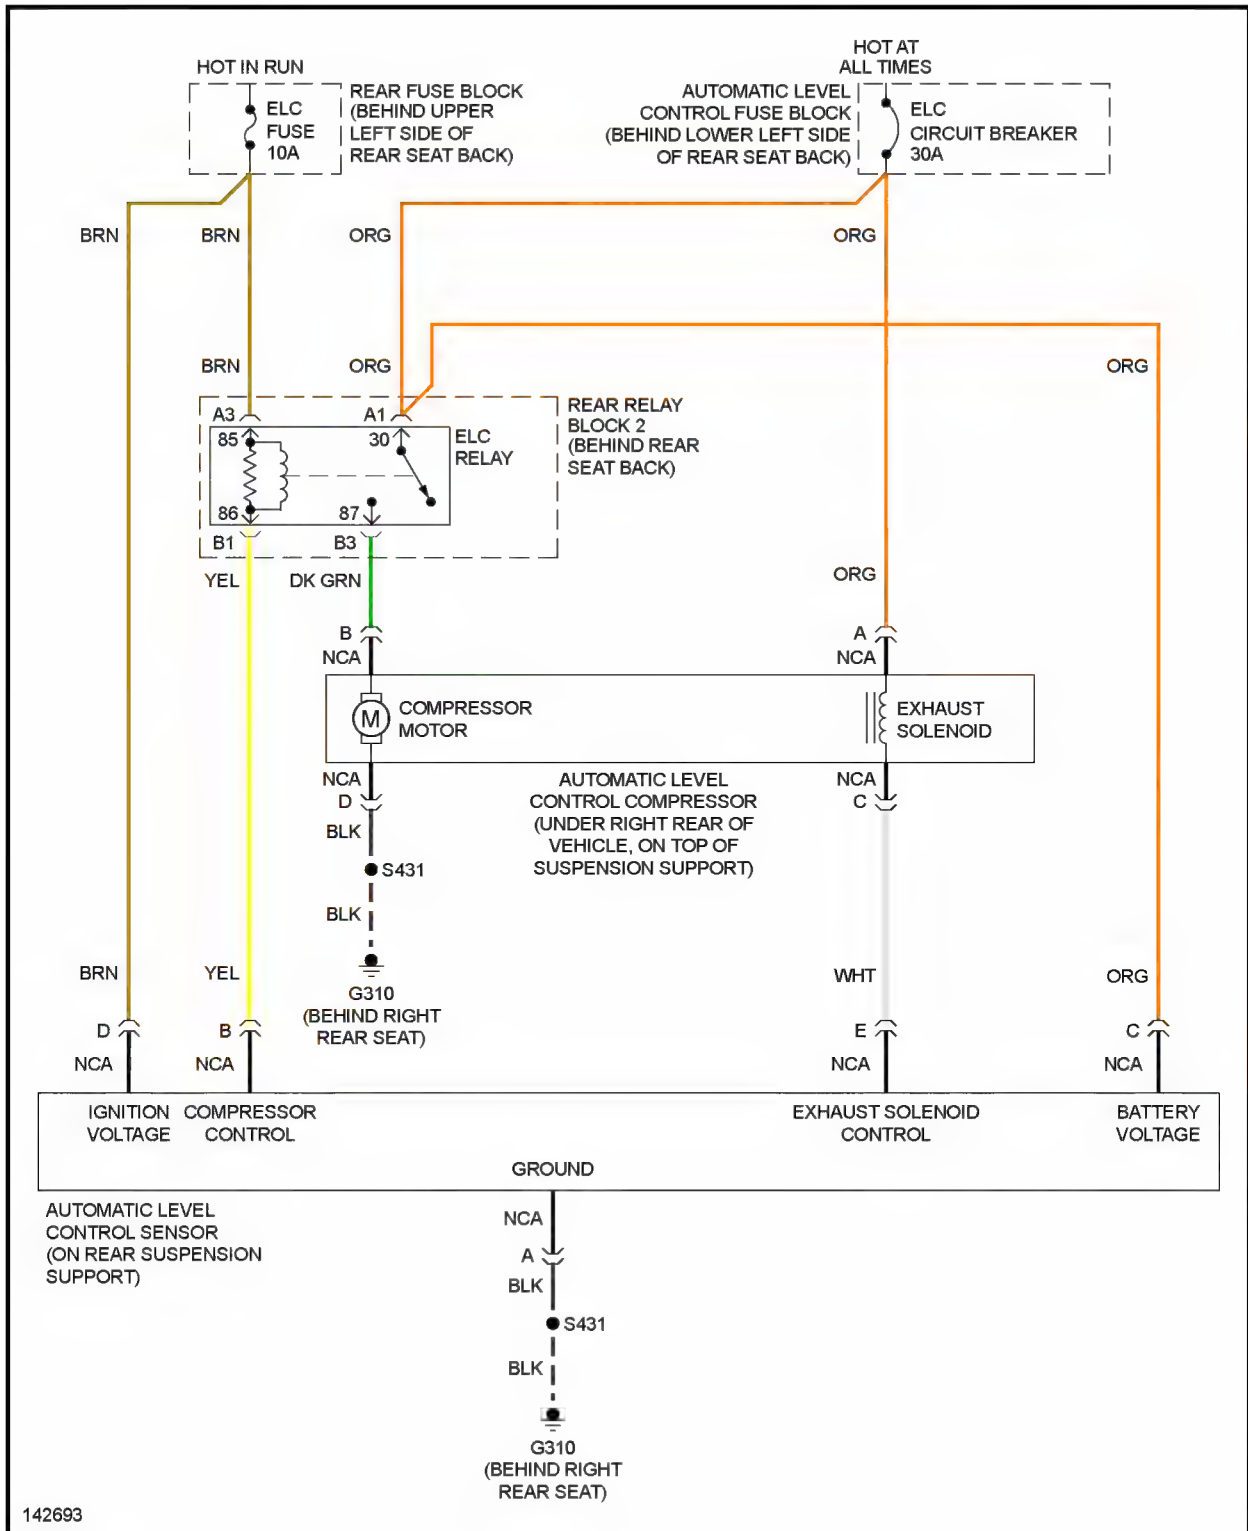 HOT IN RUN
HOT AT
ALL TIMES
ELC
FUSE
10A
REAR FUSE BLOCK
(BEHIND UPPER
LEFT SIDE OF
REAR SEAT BACK)
AUTOMATIC LEVEL
CONTROL FUSE BLOCK
(BEHIND LOWER LEFT SIDE
OF REAR SEAT BACK)
ELC
CIRCUIT BREAKER
30A
BRN
BRN
ORG
ORG
BRN
ORG
ORG
A3
A1
85
30
ELC
RELAY
REAR RELAY
BLOCK 2
(BEHIND REAR
SEAT BACK)
86
87
B1
B3
YEL
DK GRN
ORG
B
A
NCA
NCA
M
COMPRESSOR
MOTOR
EXHAUST
SOLENOID
NCA
NCA
D
C
AUTOMATIC LEVEL
CONTROL COMPRESSOR
(UNDER RIGHT REAR OF
VEHICLE, ON TOP OF
SUSPENSION SUPPORT)
BLK
S431
BLK
G310
(BEHIND RIGHT
REAR SEAT)
BRN
YEL
WHT
ORG
D
B
E
C
NCA
NCA
NCA
NCA
IGNITION
VOLTAGE
COMPRESSOR
CONTROL
EXHAUST SOLENOID
CONTROL
BATTERY
VOLTAGE
GROUND
AUTOMATIC LEVEL
CONTROL SENSOR
(ON REAR SUSPENSION
SUPPORT)
NCA
A
BLK
S431
BLK
G310
(BEHIND RIGHT
REAR SEAT)
142693